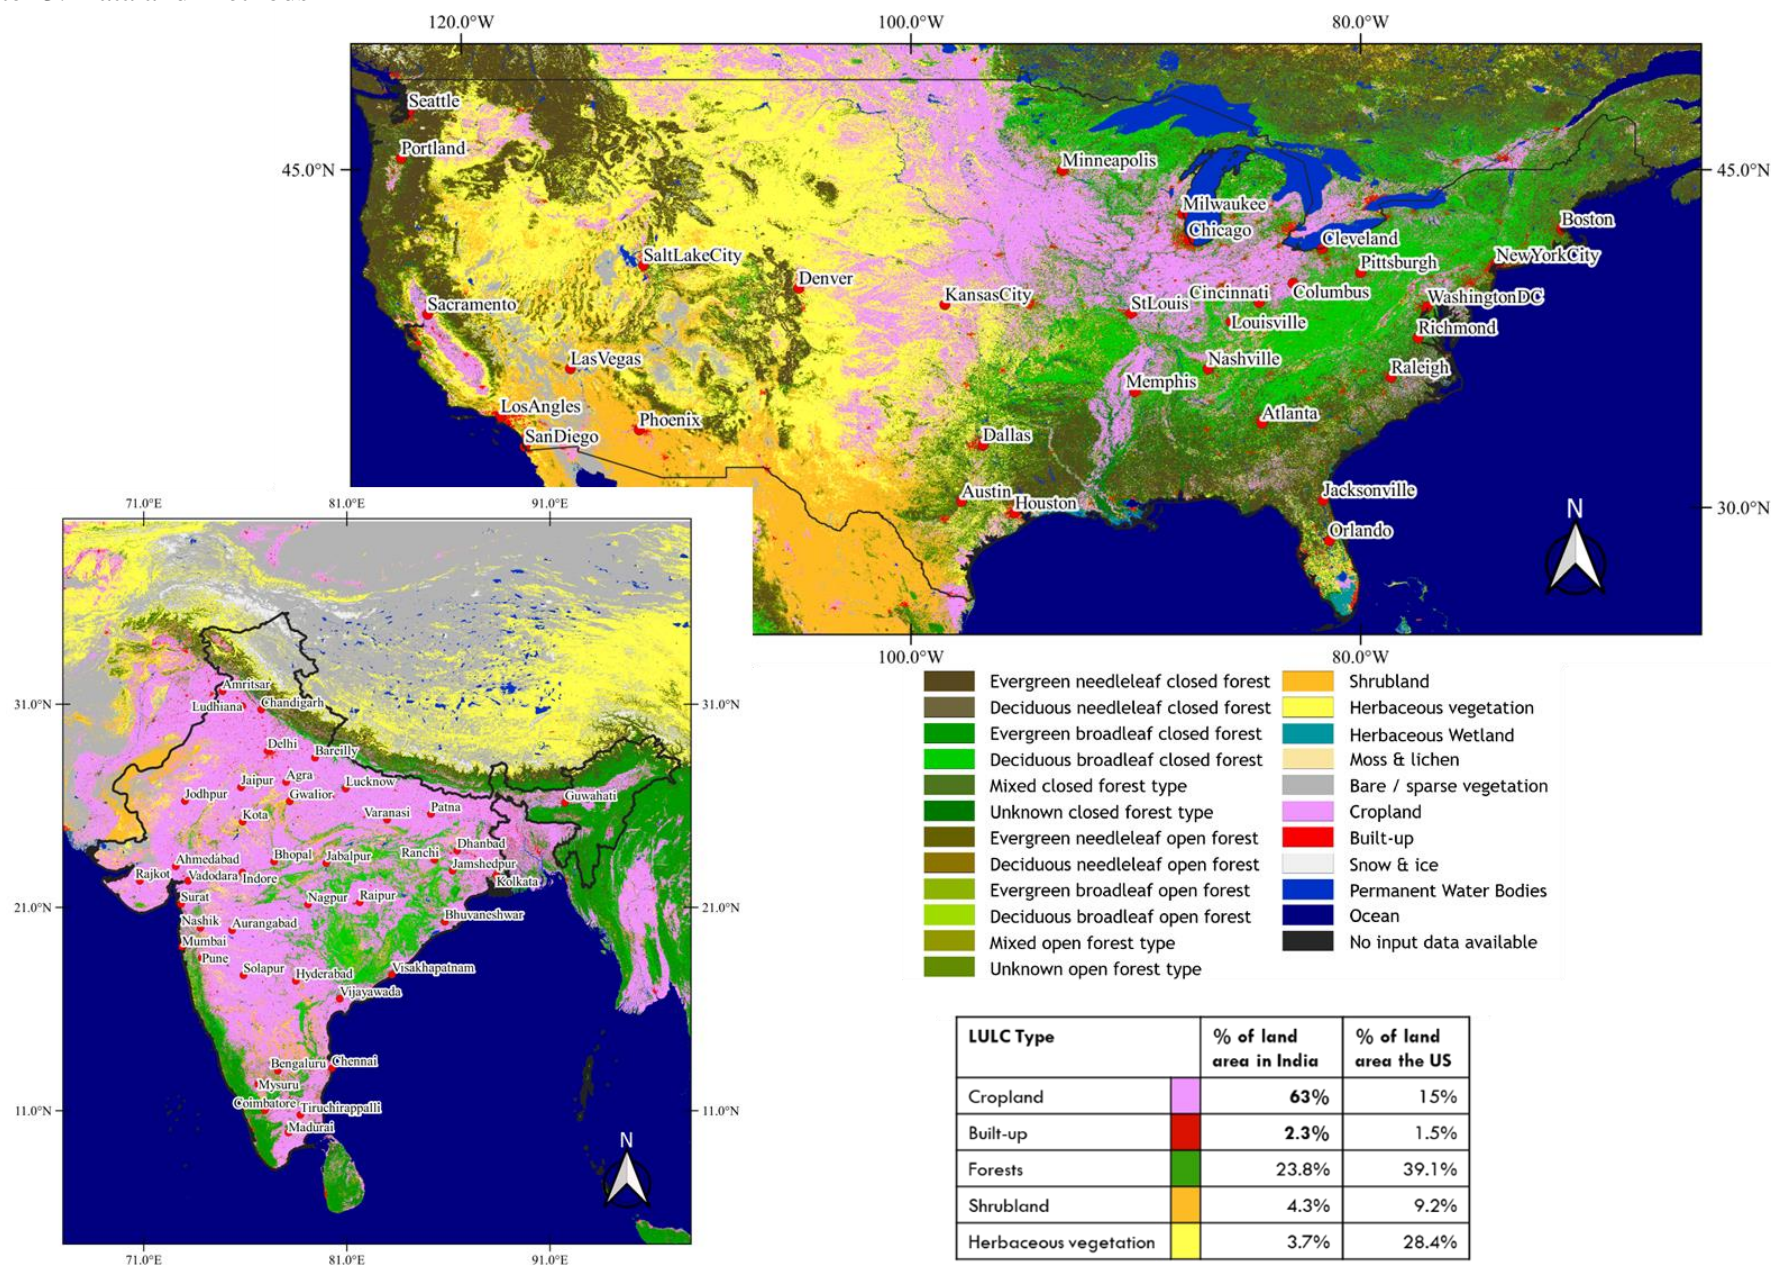 120.0°W 100.0°W 80.0°W
Seattle
Portland
45.0°N
Minneapolis
45.0°N
Milwaukee
Boston
Chicago
Cleveland
SaltLakeCity
NewYorkCity
Pittsburgh
Denver
KansasCity
StLouis
Cincinnati
Columbus
WashingtonDC
Sacramento
Louisville
Richmond
LasVegas
Nashville
Raleigh
Memphis
LosAngles
Atlanta
Phoenix
SanDiego
Dallas
Austin
Houston
Jacksonville
30.0°N
Orlando
N
100.0°W 80.0°W
71.0°E 81.0°E 91.0°E
Amritsar
31.0°N
Ludhiana
Chandigarh
31.0°N
Delhi
Bareilly
Jaipur
Agra
Lucknow
Jodhpur
Gwalior
Guwahati
Kota
Varanasi
Patna
Dhanbad
Ahmedabad
Bhopal
Jabalpur
Ranchi
Jamshedpur
Rajkot
Vadodara
Indore
Kolkata
Surat
Nagpur
Raipur
21.0°N
21.0°N
Nashik
Aurangabad
Bhuvaneshwar
Mumbai
Pune
Solapur
Hyderabad
Visakhapatnam
Vijayawada
Bengaluru
Chennai
Mysuru
Coimbatore
Tiruchirappalli
11.0°N
11.0°N
Madurai
N
71.0°E 81.0°E 91.0°E
Evergreen needleleaf closed forest
Deciduous needleleaf closed forest
Evergreen broadleaf closed forest
Deciduous broadleaf closed forest
Mixed closed forest type
Unknown closed forest type
Evergreen needleleaf open forest
Deciduous needleleaf open forest
Evergreen broadleaf open forest
Deciduous broadleaf open forest
Mixed open forest type
Unknown open forest type
Shrubland
Herbaceous vegetation
Herbaceous Wetland
Moss & lichen
Bare / sparse vegetation
Cropland
Built-up
Snow & ice
Permanent Water Bodies
Ocean
No input data available
LULC Type % of land area in India % of land area the US
Cropland 63% 15%
Built-up 2.3% 1.5%
Forests 23.8% 39.1%
Shrubland 4.3% 9.2%
Herbaceous vegetation 3.7% 28.4%